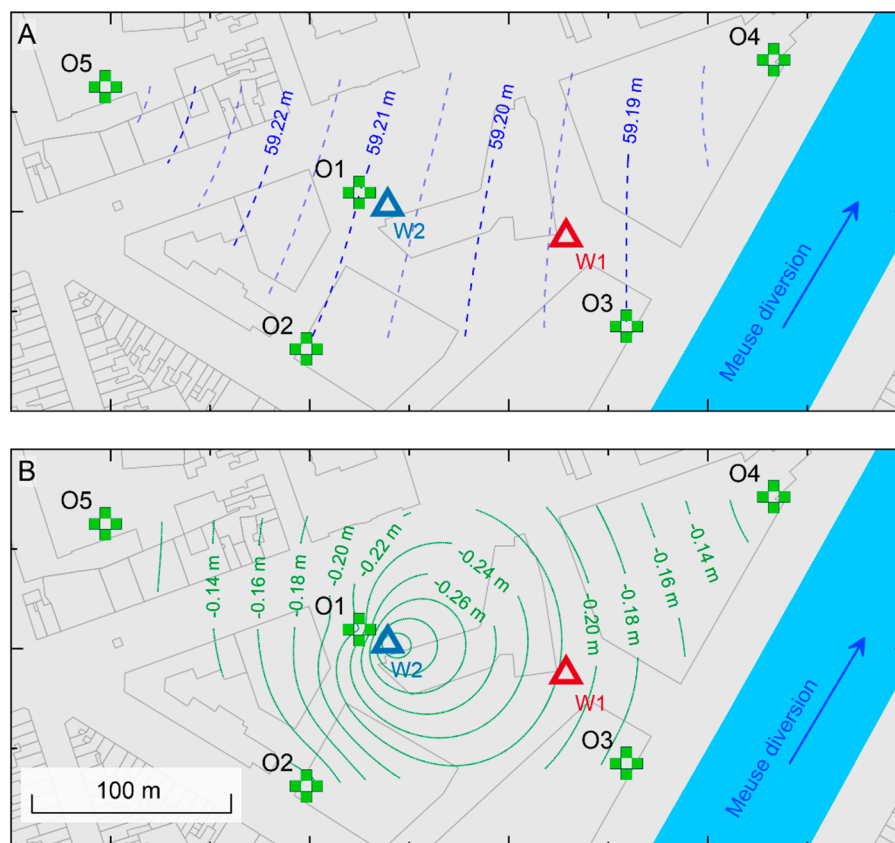 A
O5
O4
59.22 m
59.21 m
59.20 m
59.19 m
O1
W2
W1
O2
O3
Meuse diversion
B
O5
O4
-0.14 m
-0.16 m
-0.18 m
-0.20 m
-0.22 m
-0.24 m
-0.26 m
-0.20 m
-0.18 m
-0.16 m
-0.14 m
O1
W2
W1
O2
O3
Meuse diversion
100 m